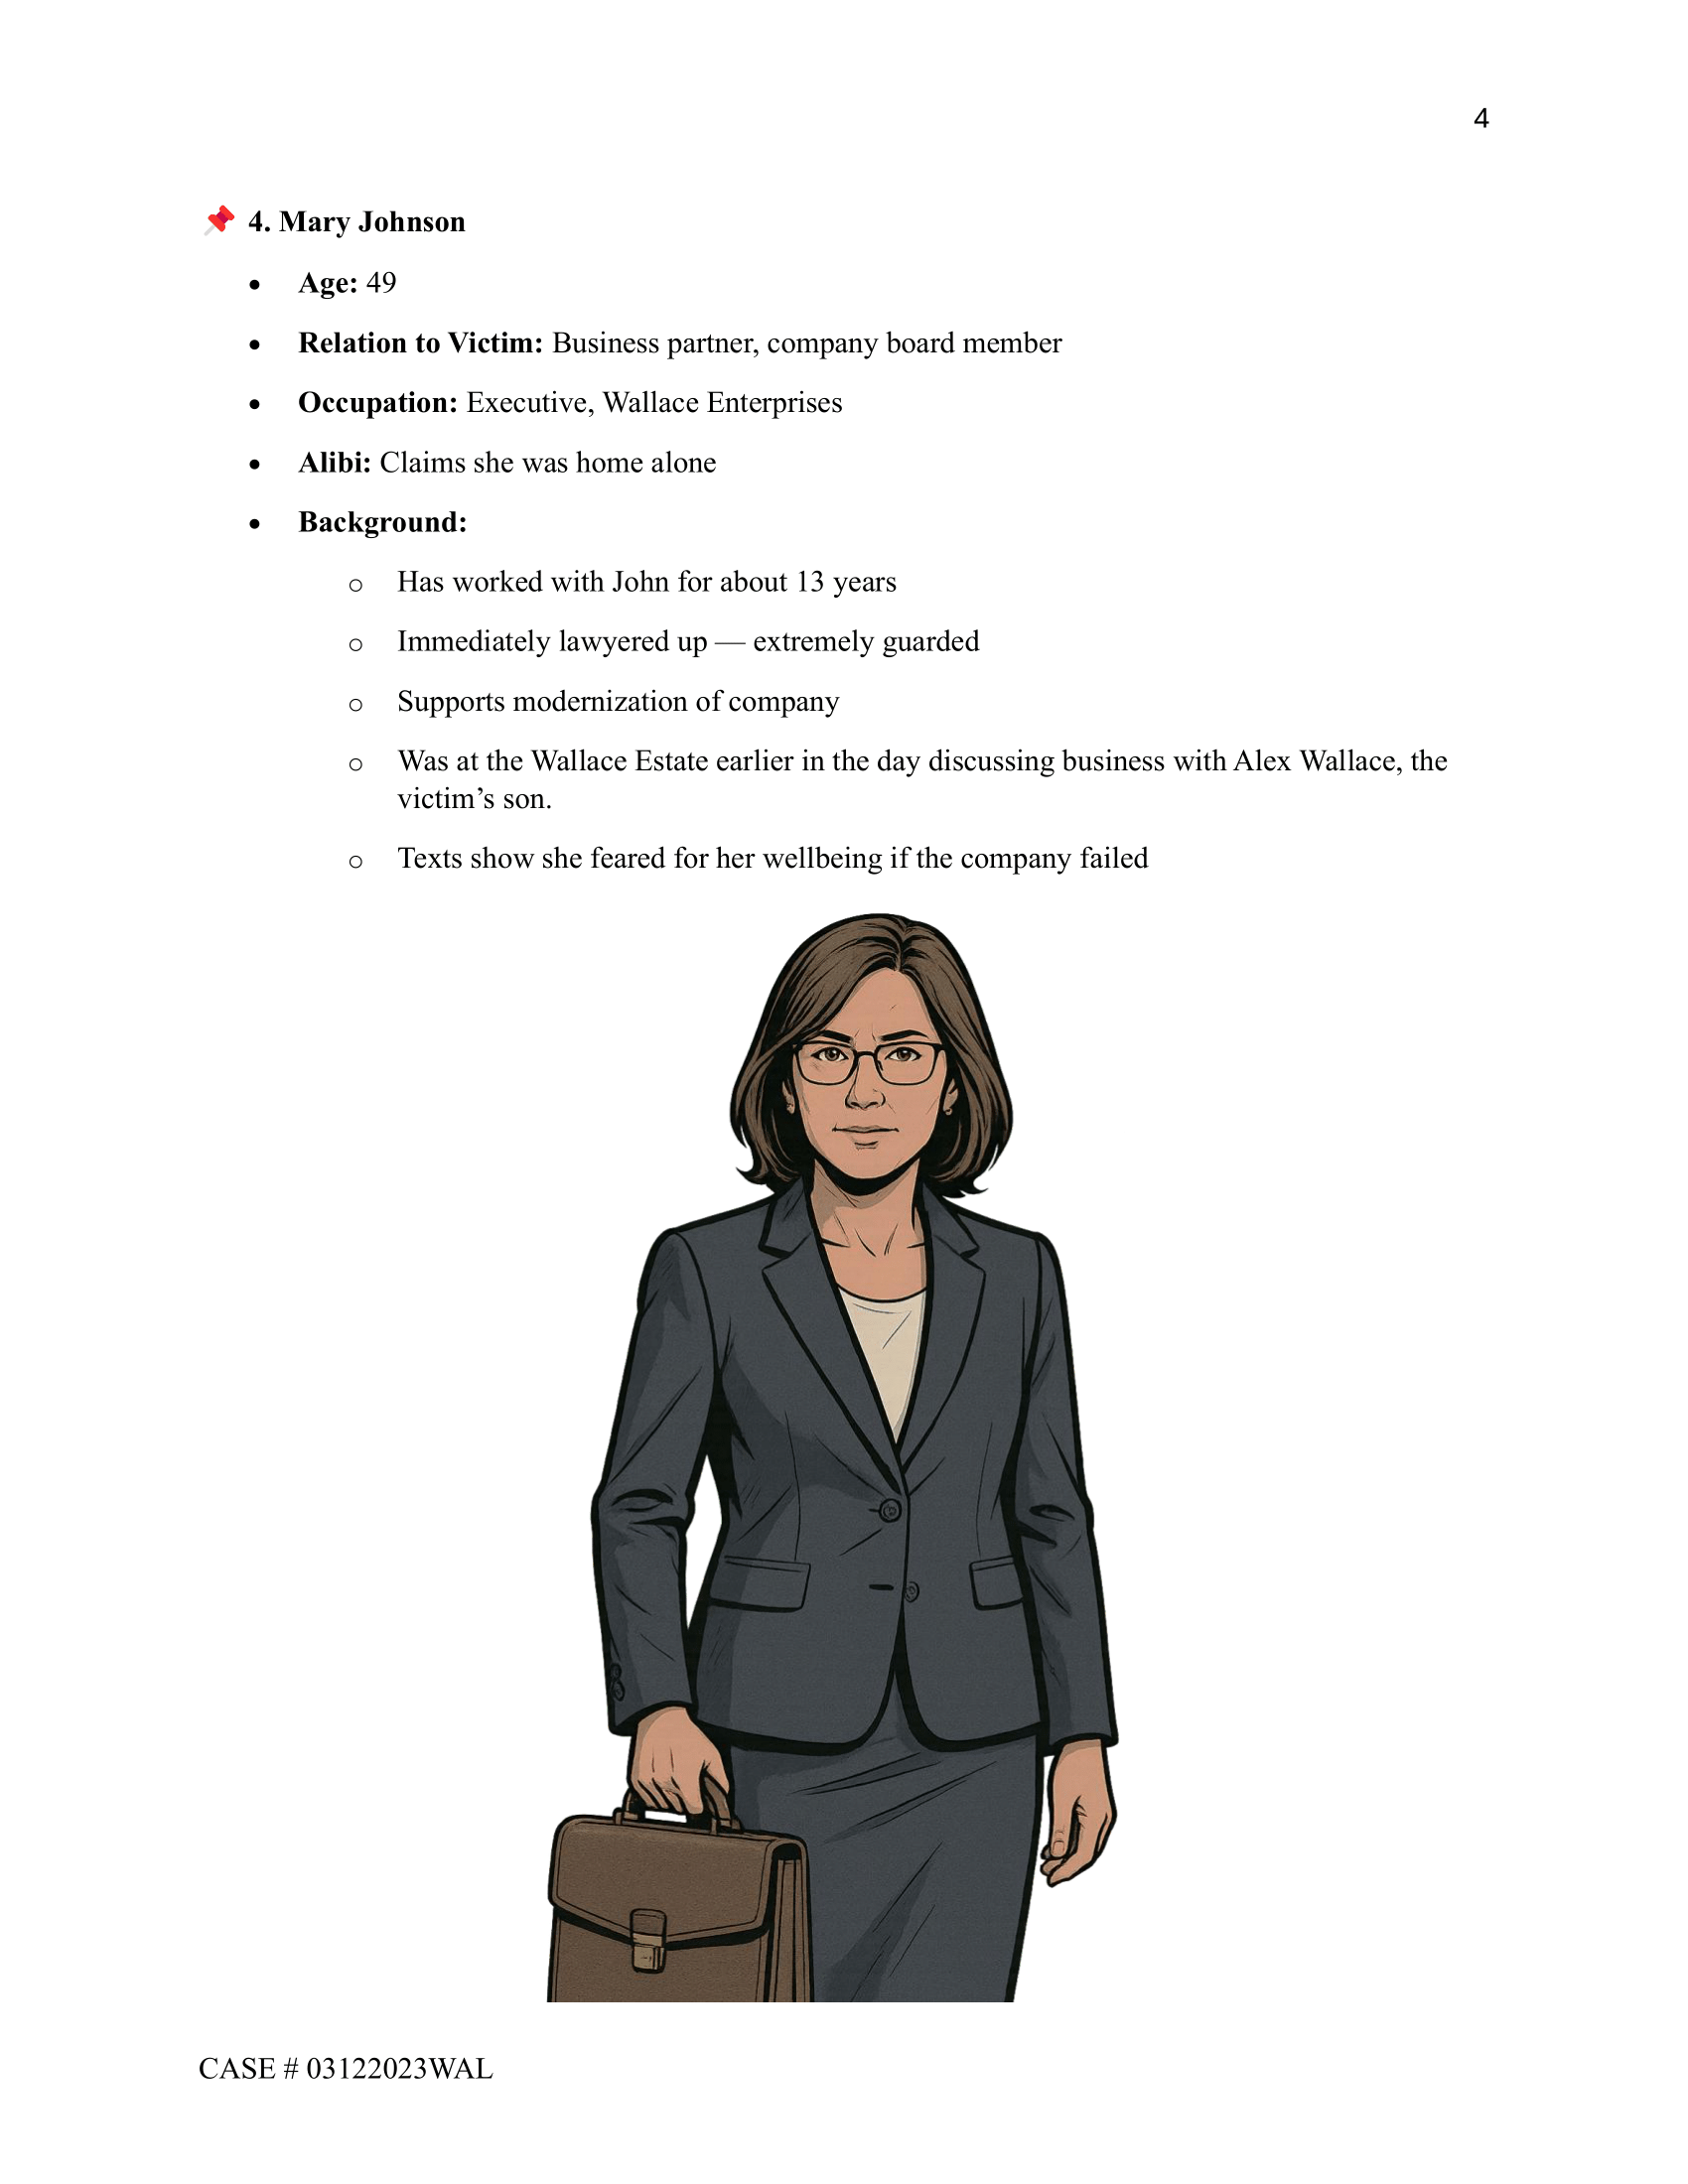 4
📌 4. Mary Johnson
• Age: 49
• Relation to Victim: Business partner, company board member
• Occupation: Executive, Wallace Enterprises
• Alibi: Claims she was home alone
• Background:
o Has worked with John for about 13 years
o Immediately lawyered up — extremely guarded
o Supports modernization of company
o Was at the Wallace Estate earlier in the day discussing business with Alex Wallace, the
victim’s son.
o Texts show she feared for her wellbeing if the company failed
CASE # 03122023WAL